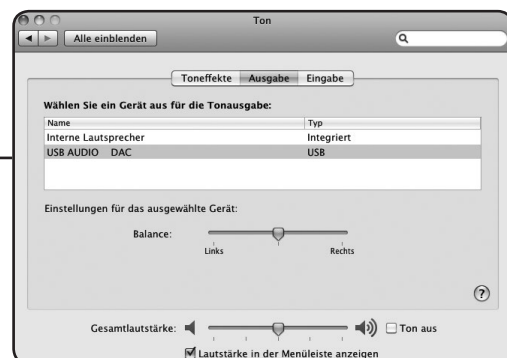 Ton
Alle einblenden
Toneffekte Ausgabe Eingabe
Wählen Sie ein Gerät aus für die Tonausgabe:
Name Typ
Interne Lautsprecher Integriert
USB AUDIO DAC USB
Einstellungen für das ausgewählte Gerät:
Balance:
Links Rechts
?
Gesamtlautstärke: Ton aus
Lautstärke in der Menüleiste anzeigen